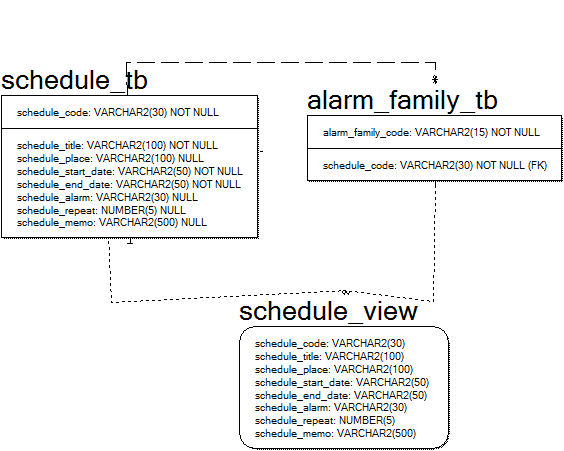 schedule_tb
schedule_code: VARCHAR2(30) NOT NULL
schedule_title: VARCHAR2(100) NOT NULL
schedule_place: VARCHAR2(100) NULL
schedule_start_date: VARCHAR2(50) NOT NULL
schedule_end_date: VARCHAR2(50) NOT NULL
schedule_alarm: VARCHAR2(30) NULL
schedule_repeat: NUMBER(5) NULL
schedule_memo: VARCHAR2(500) NULL
alarm_family_tb
alarm_family_code: VARCHAR2(15) NOT NULL
schedule_code: VARCHAR2(30) NOT NULL (FK)
schedule_view
schedule_code: VARCHAR2(30)
schedule_title: VARCHAR2(100)
schedule_place: VARCHAR2(100)
schedule_start_date: VARCHAR2(50)
schedule_end_date: VARCHAR2(50)
schedule_alarm: VARCHAR2(30)
schedule_repeat: NUMBER(5)
schedule_memo: VARCHAR2(500)